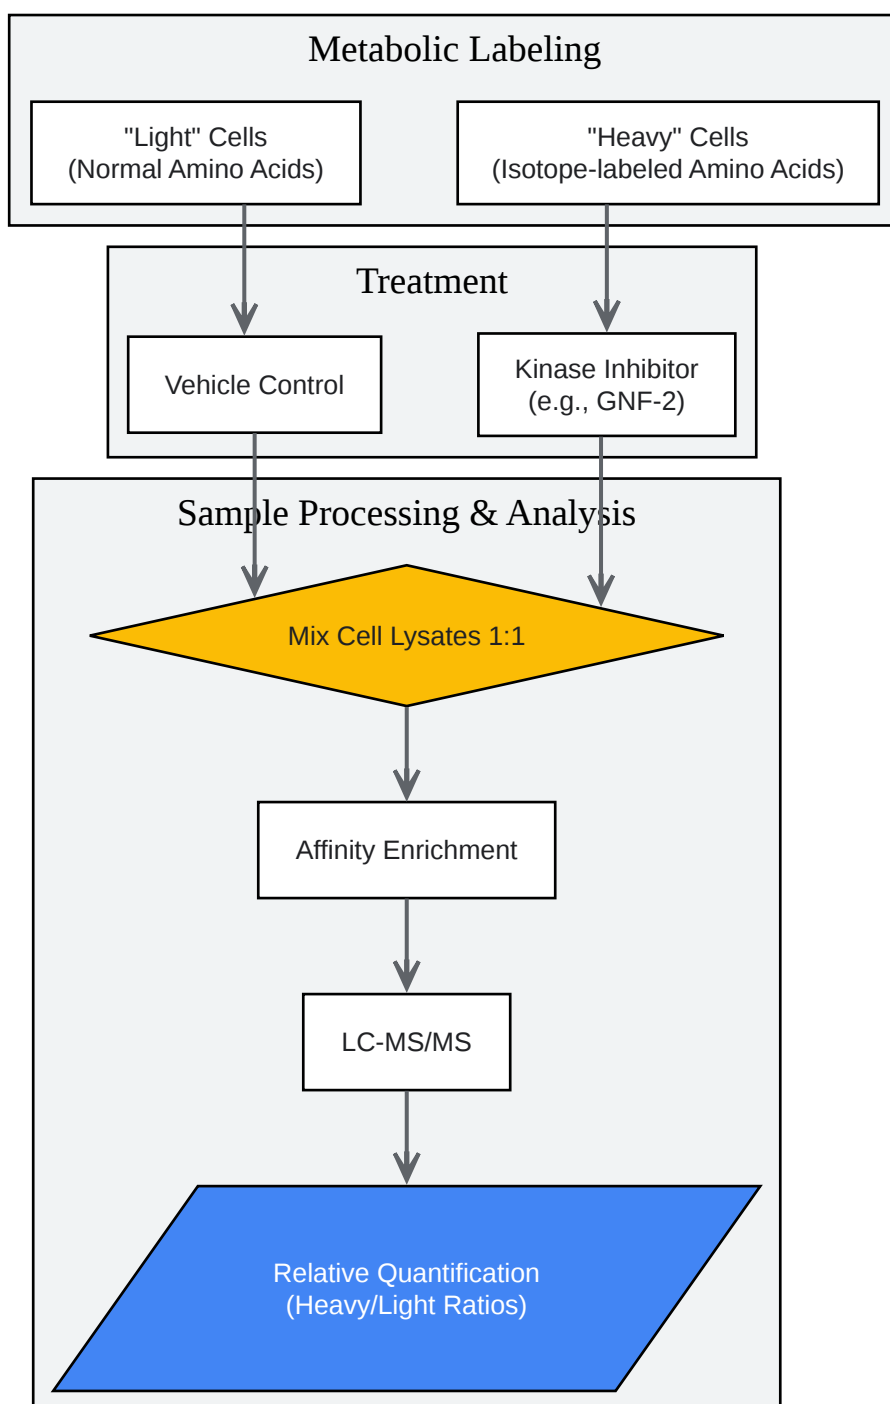 Metabolic Labeling
"Light" Cells
(Normal Amino Acids)
"Heavy" Cells
(Isotope-labeled Amino Acids)
Treatment
Vehicle Control
Kinase Inhibitor
(e.g., GNF-2)
Sample Processing & Analysis
Mix Cell Lysates 1:1
Affinity Enrichment
LC-MS/MS
Relative Quantification
(Heavy/Light Ratios)